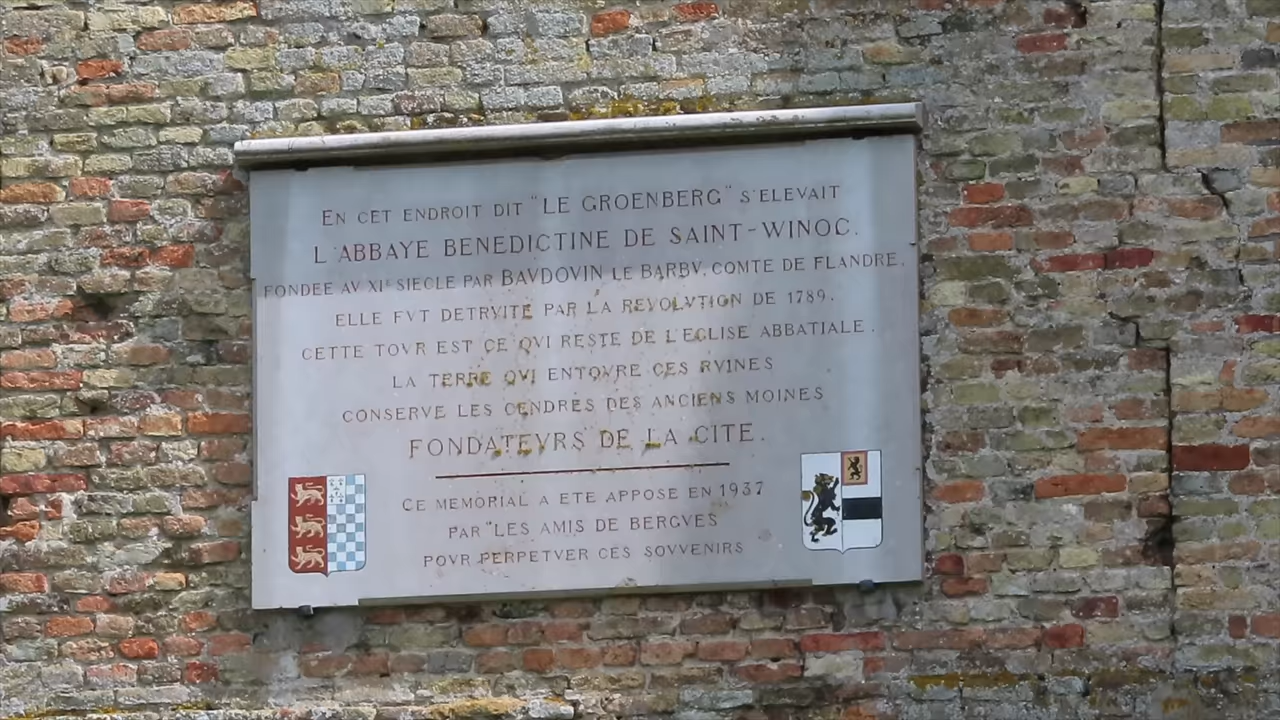 EN CET ENDROIT DIT "LE GROENBERG" S'ELEVAIT
L'ABBAYE BENEDICTINE DE SAINT-WINOC.
FONDEE AV XIE SIECLE PAR BAVDOVIN LE BARBV, COMTE DE FLANDRE,
ELLE FVT DETRVITE PAR LA REVOLVTION DE 1789.
CETTE TOVR EST CE QVI RESTE DE L'EGLISE ABBATIALE.
LA TERRE QVI ENTOVRE CES RVINES
CONSERVE LES CENDRES DES ANCIENS MOINES
FONDATEVRS DE LA CITE.
CE MEMORIAL A ETE APPOSE EN 1937
PAR "LES AMIS DE BERGVES
POVR PERPETVER CES SOVVENIRS